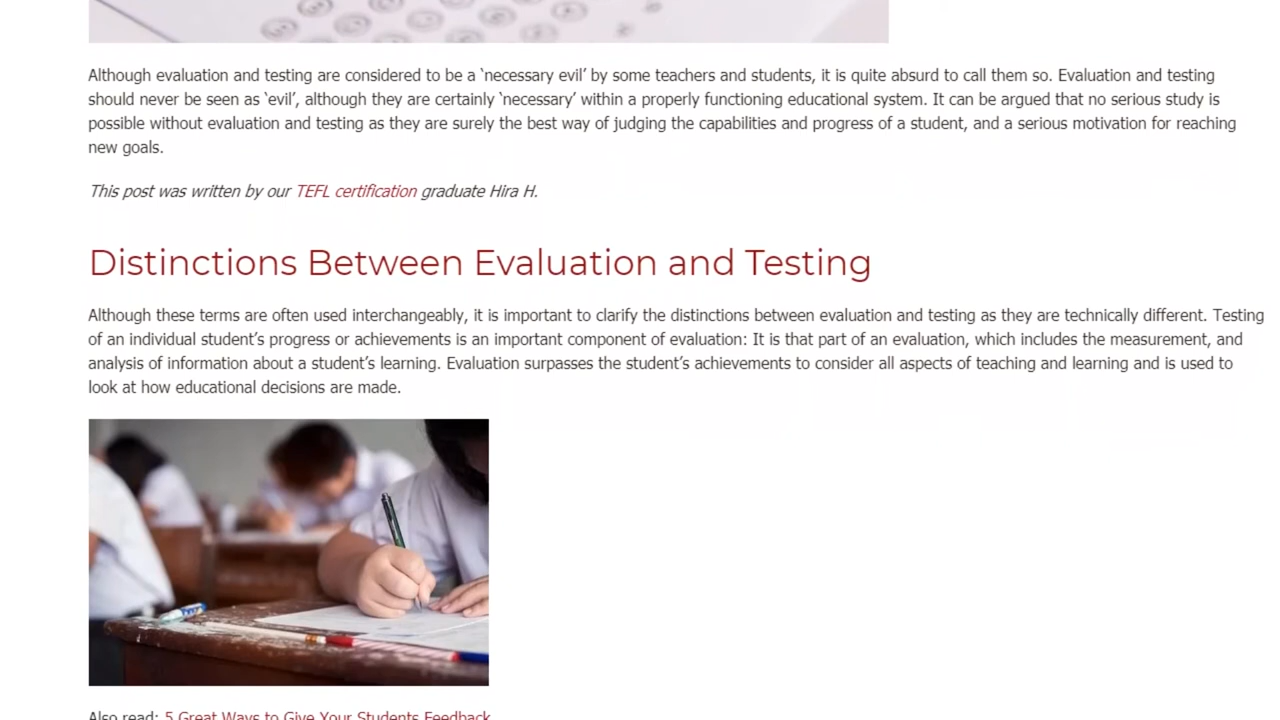 Although evaluation and testing are considered to be a ‘necessary evil’ by some teachers and students, it is quite absurd to call them so. Evaluation and testing
should never be seen as ‘evil’, although they are certainly ‘necessary’ within a properly functioning educational system. It can be argued that no serious study is
possible without evaluation and testing as they are surely the best way of judging the capabilities and progress of a student, and a serious motivation for reaching
new goals.
This post was written by our TEFL certification graduate Hira H.
Distinctions Between Evaluation and Testing
Although these terms are often used interchangeably, it is important to clarify the distinctions between evaluation and testing as they are technically different. Testing
of an individual student’s progress or achievements is an important component of evaluation: It is that part of an evaluation, which includes the measurement, and
analysis of information about a student’s learning. Evaluation surpasses the student’s achievements to consider all aspects of teaching and learning and is used to
look at how educational decisions are made.
Also read: 5 Great Ways to Give Your Students Feedback